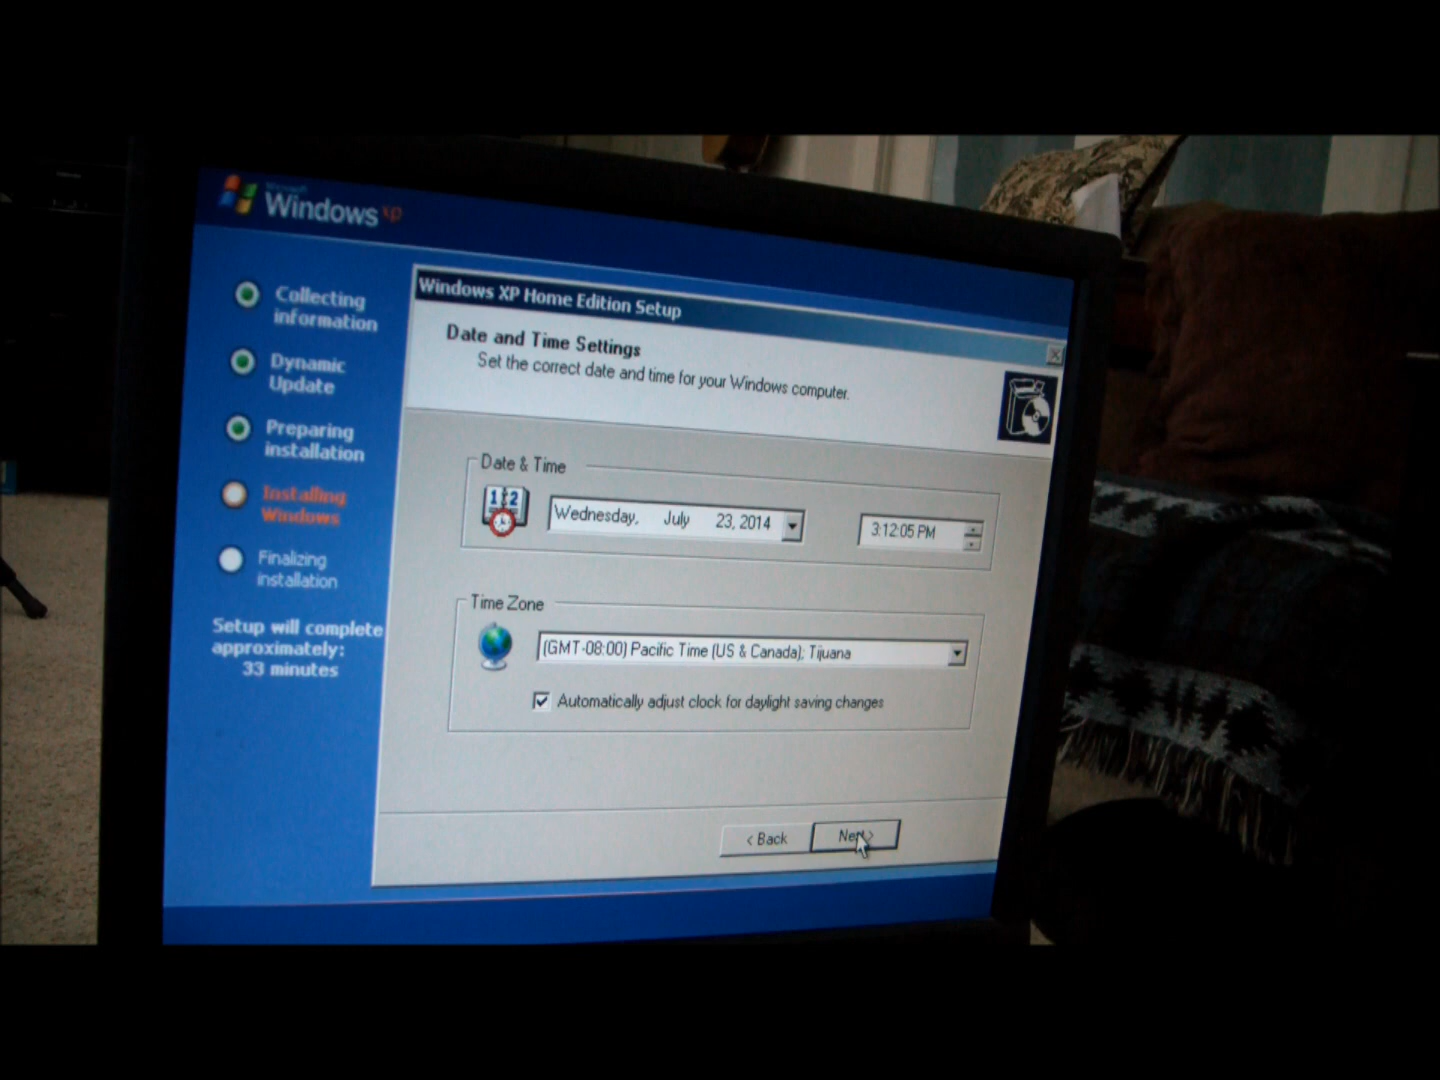 Microsoft
Windows xp
Collecting
information
Dynamic
Update
Preparing
installation
Installing
Windows
Finalizing
installation
Setup will complete
approximately:
33 minutes
Windows XP Home Edition Setup
Date and Time Settings
Set the correct date and time for your Windows computer.
Date & Time
12
Wednesday, July 23, 2014
3:12:05 PM
Time Zone
(GMT-08:00) Pacific Time (US & Canada); Tijuana
Automatically adjust clock for daylight saving changes
< Back
Next >